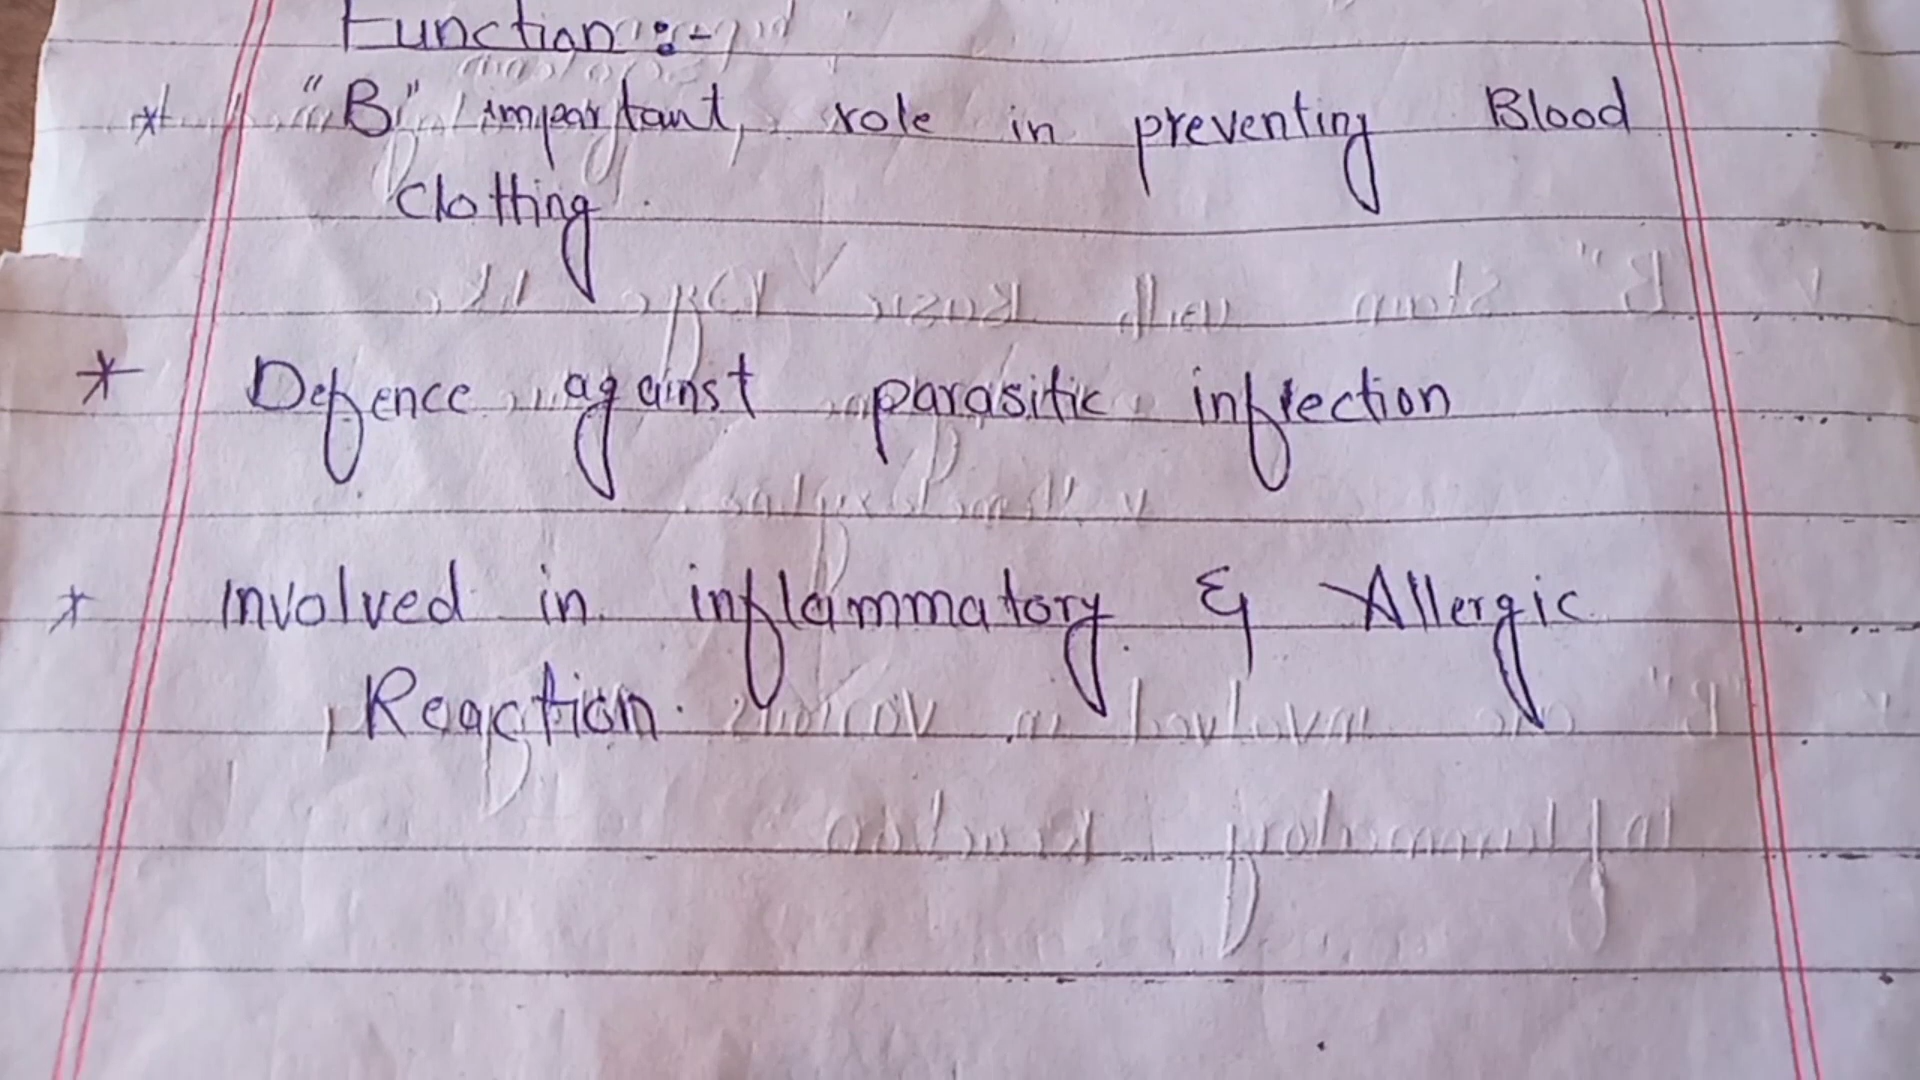 Function :-
* "B" important, role in preventing Blood
Clotting.
* Defence against parasitic infection
* Involved in inflammatory & Allergic
Reaction.